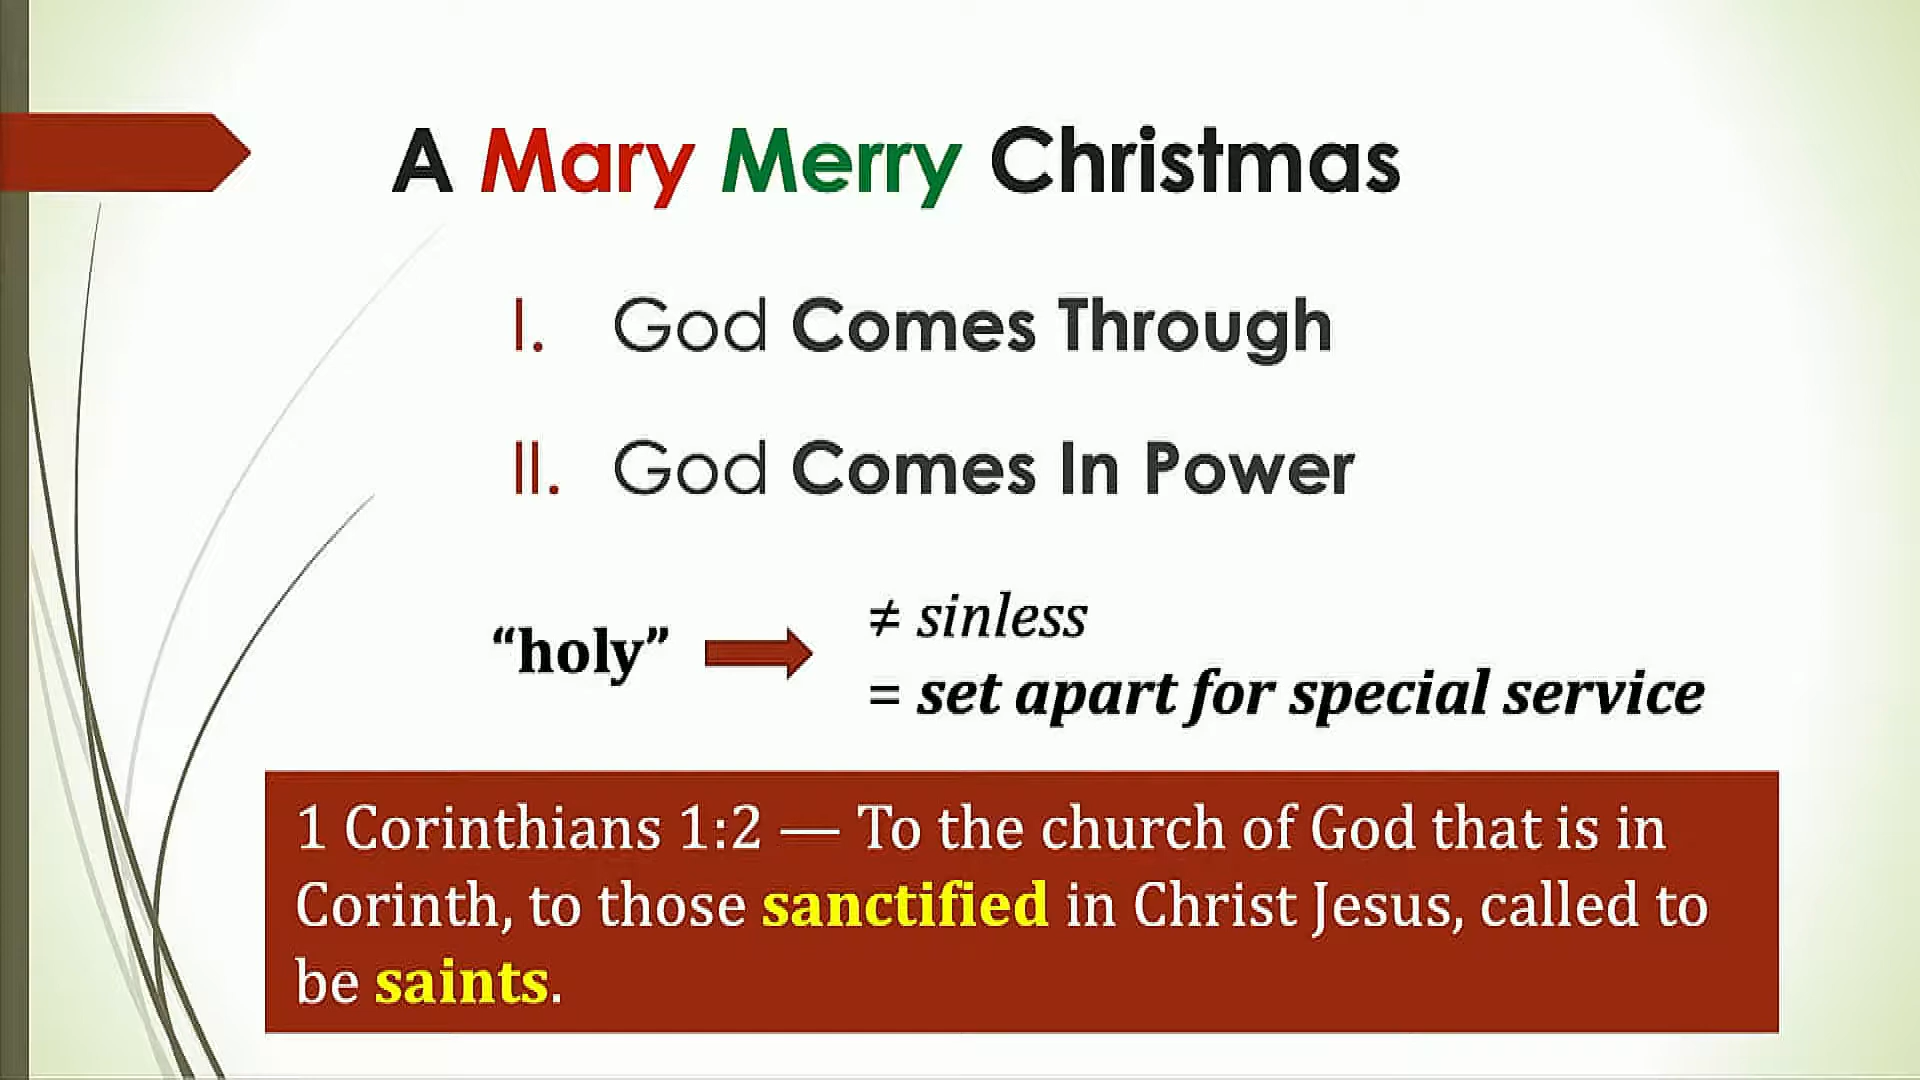 A Mary Merry Christmas
I. God Comes Through
II. God Comes In Power
“holy”
≠ sinless
= set apart for special service
1 Corinthians 1:2 — To the church of God that is in
Corinth, to those sanctified in Christ Jesus, called to
be saints.